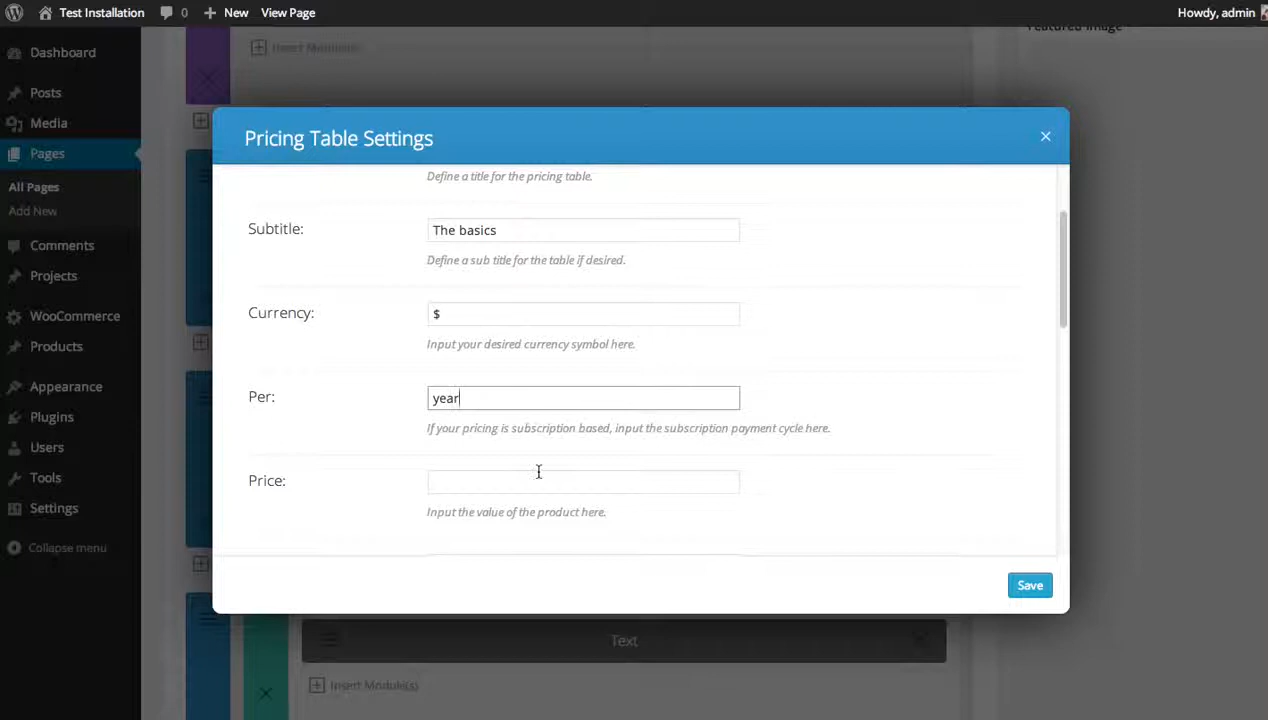 Test Installation
0
New
View Page
Howdy, admin
Featured Image
Dashboard
Posts
Media
Pages
All Pages
Add New
Comments
Projects
WooCommerce
Products
Appearance
Plugins
Users
Tools
Settings
Collapse menu
Insert Module(s)
Pricing Table Settings
×
Define a title for the pricing table.
Subtitle:
The basics
Define a sub title for the table if desired.
Currency:
$
Input your desired currency symbol here.
Per:
year
If your pricing is subscription based, input the subscription payment cycle here.
Price:
Input the value of the product here.
Save
Text
Insert Module(s)